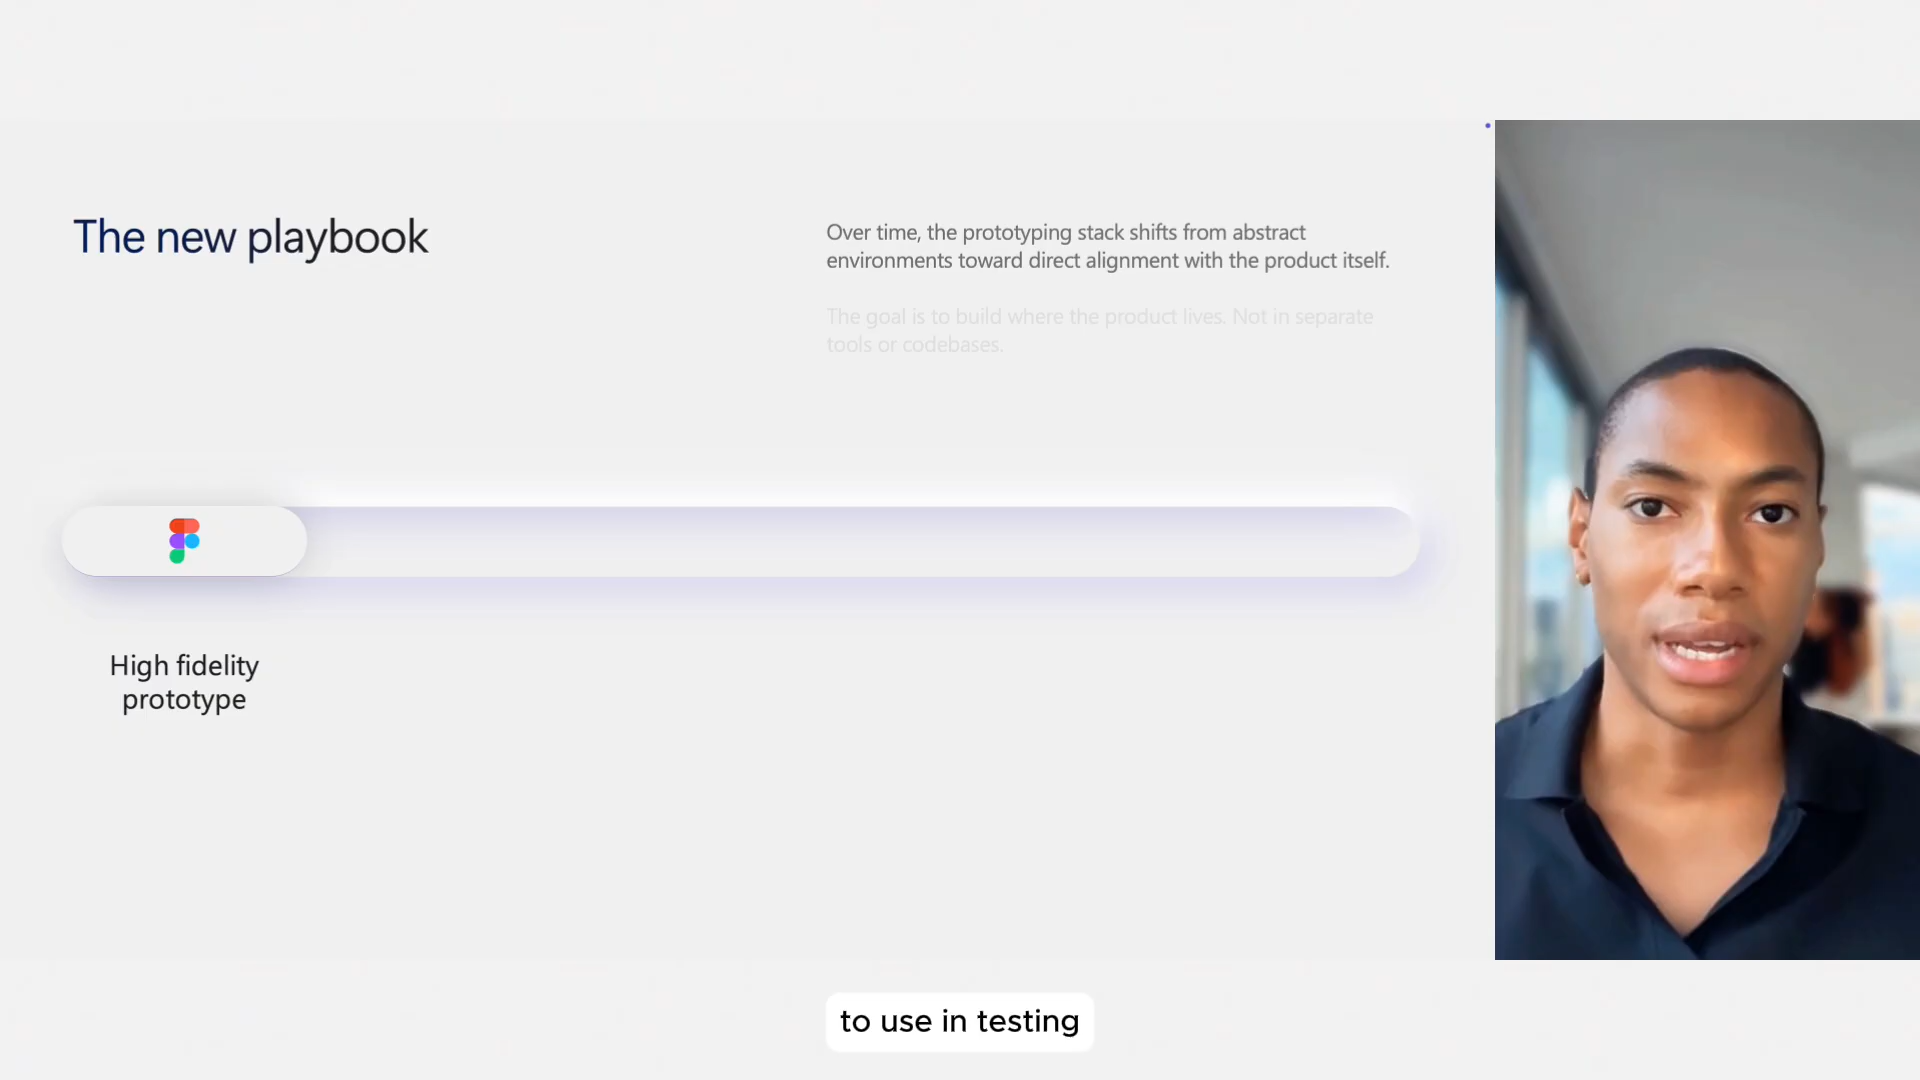 The new playbook
Over time, the prototyping stack shifts from abstract
environments toward direct alignment with the product itself.
The goal is to build where the product lives. Not in separate
tools or codebases.
High fidelity
prototype
to use in testing